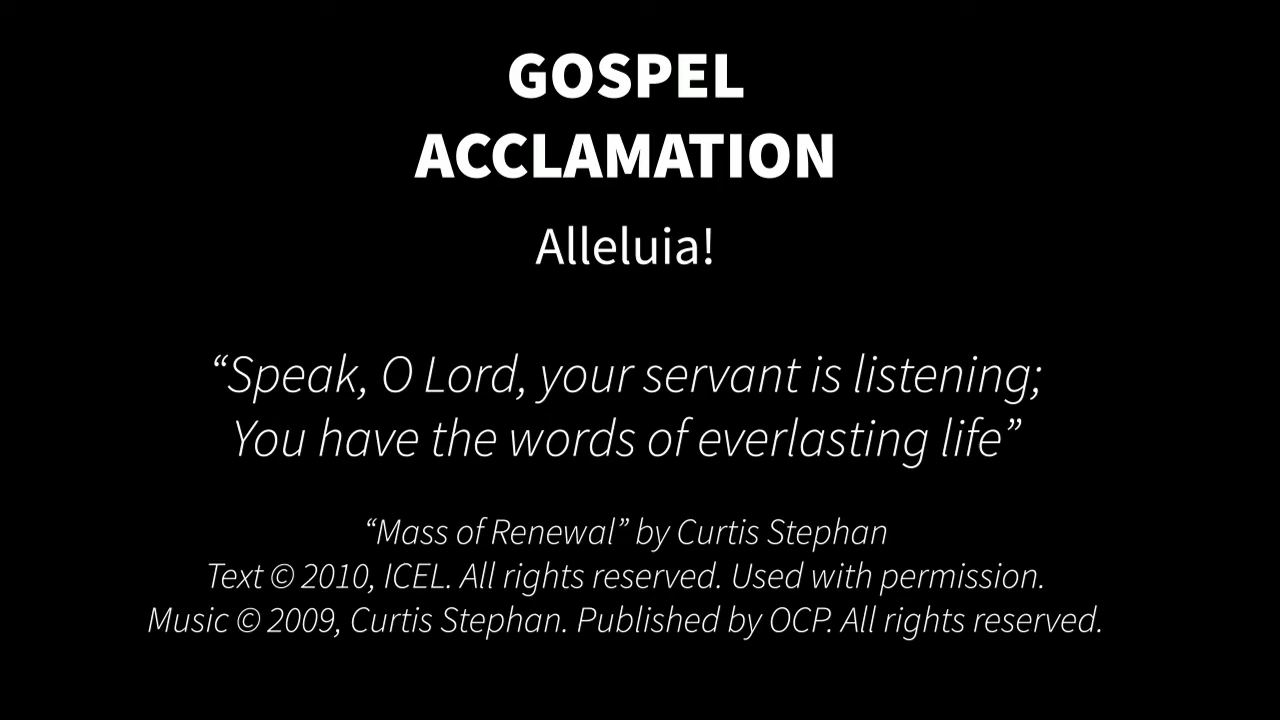 GOSPEL
ACCLAMATION
Alleluia!
“Speak, O Lord, your servant is listening;
You have the words of everlasting life”
“Mass of Renewal” by Curtis Stephan
Text © 2010, ICEL. All rights reserved. Used with permission.
Music © 2009, Curtis Stephan. Published by OCP. All rights reserved.